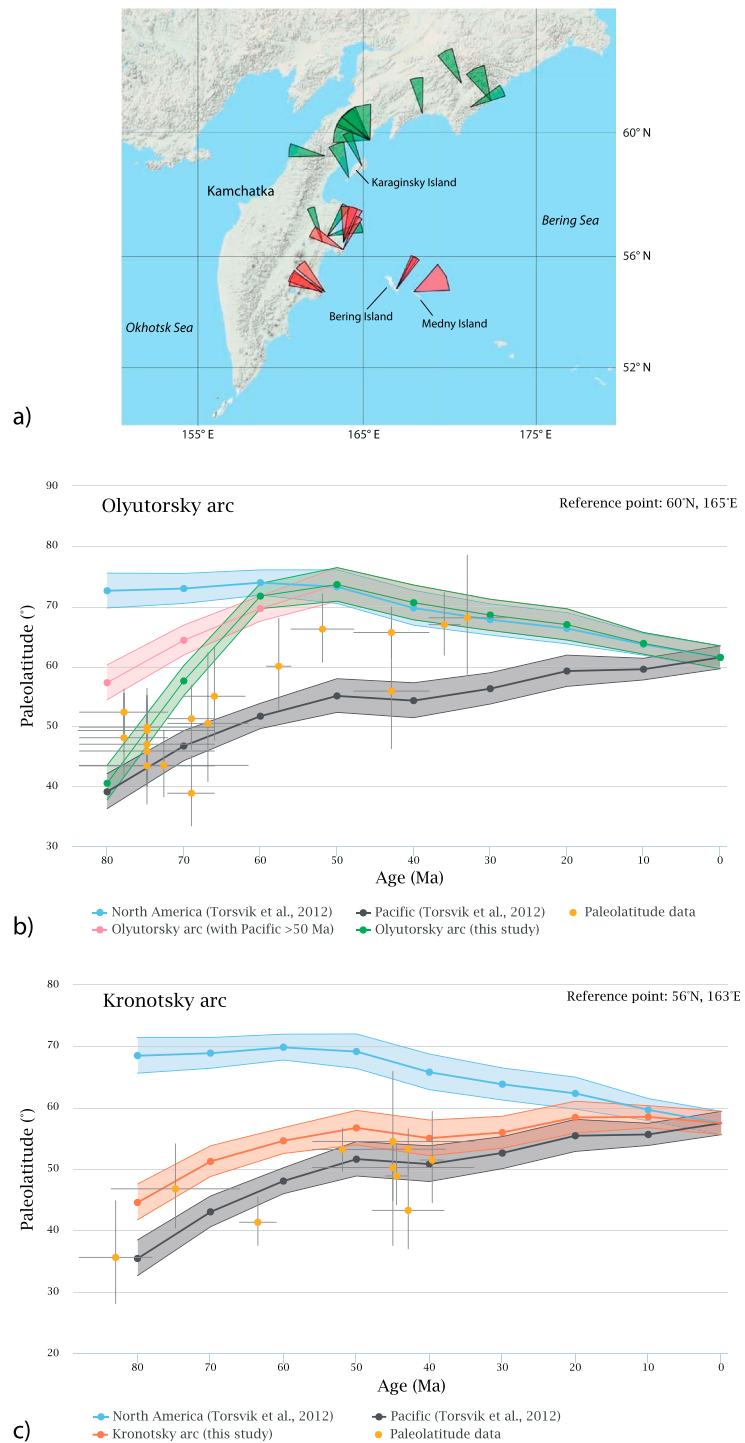 60° N
Karaginsky Island
Kamchatka
Bering Sea
56° N
Bering Island
Medny Island
Okhotsk Sea
52° N
a)
155° E
165° E
175° E
90
Olyutorsky arc
Reference point: 60°N, 165°E
80
70
60
50
40
30
Paleolatitude (°)
80 70 60 50 40 30 20 10 0
Age (Ma)
North America (Torsvik et al., 2012)
Pacific (Torsvik et al., 2012)
Paleolatitude data
b)
Olyutorsky arc (with Pacific >50 Ma)
Olyutorsky arc (this study)
80
Kronotsky arc
Reference point: 56°N, 163°E
70
60
50
40
30
20
Paleolatitude (°)
80 70 60 50 40 30 20 10 0
Age (Ma)
North America (Torsvik et al., 2012)
Pacific (Torsvik et al., 2012)
c)
Kronotsky arc (this study)
Paleolatitude data